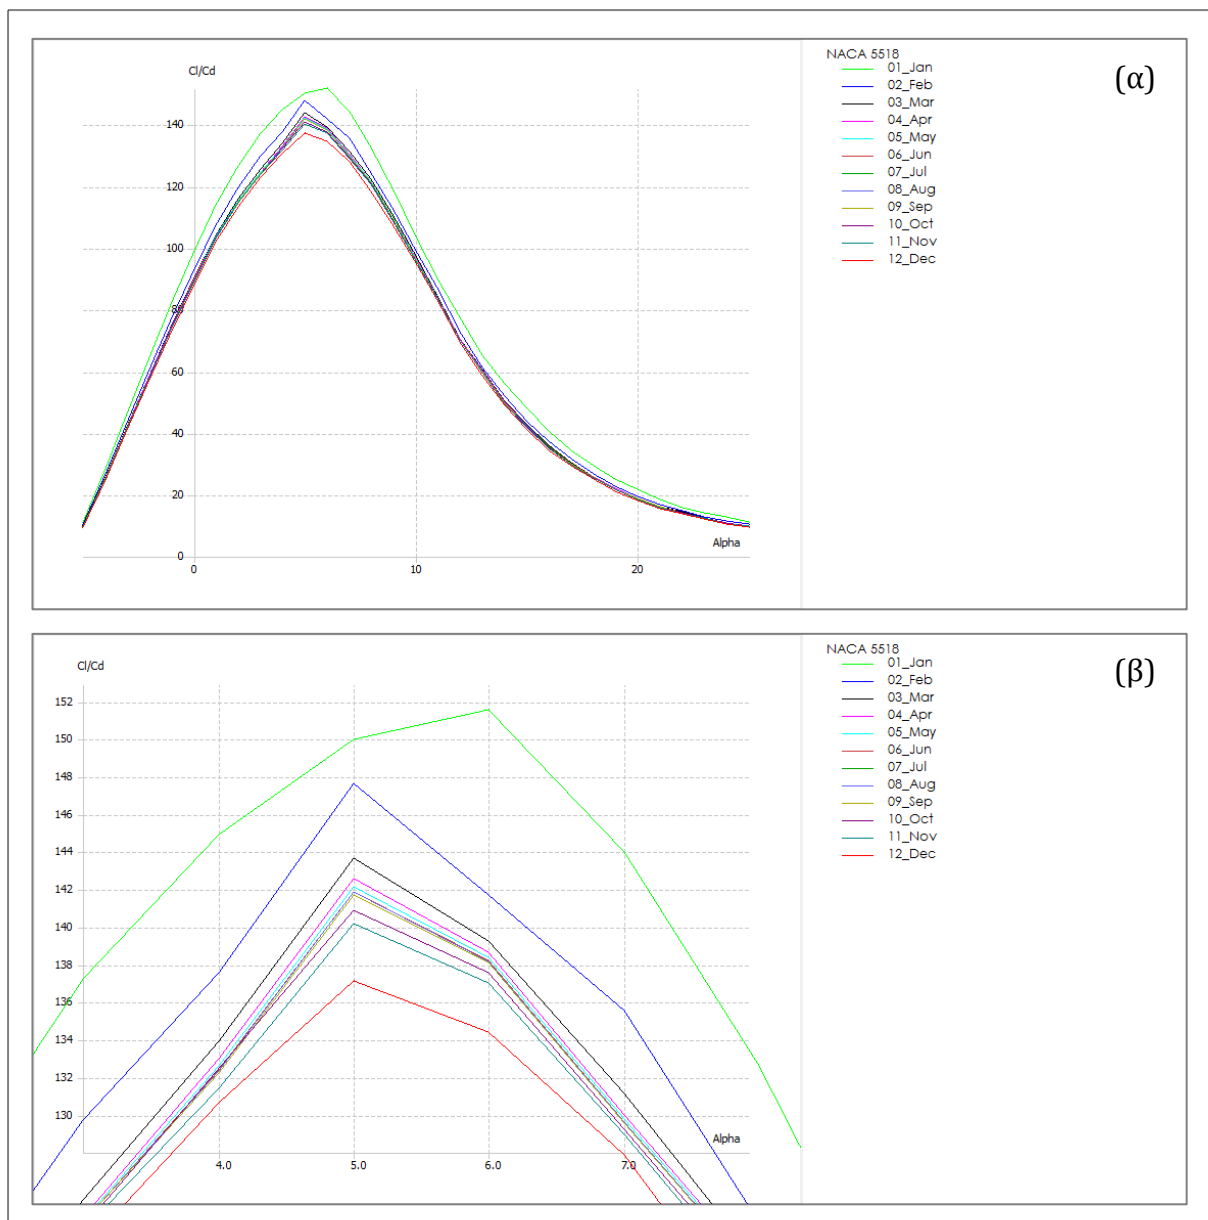 Cl/Cd
140
120
100
80
60
40
20
0
0 10 20
Alpha
NACA 5518
01_Jan
02_Feb
03_Mar
04_Apr
05_May
06_Jun
07_Jul
08_Aug
09_Sep
10_Oct
11_Nov
12_Dec
(α)
Cl/Cd
152
150
148
146
144
142
140
138
136
134
132
130
4.0 5.0 6.0 7.0
Alpha
NACA 5518
01_Jan
02_Feb
03_Mar
04_Apr
05_May
06_Jun
07_Jul
08_Aug
09_Sep
10_Oct
11_Nov
12_Dec
(β)